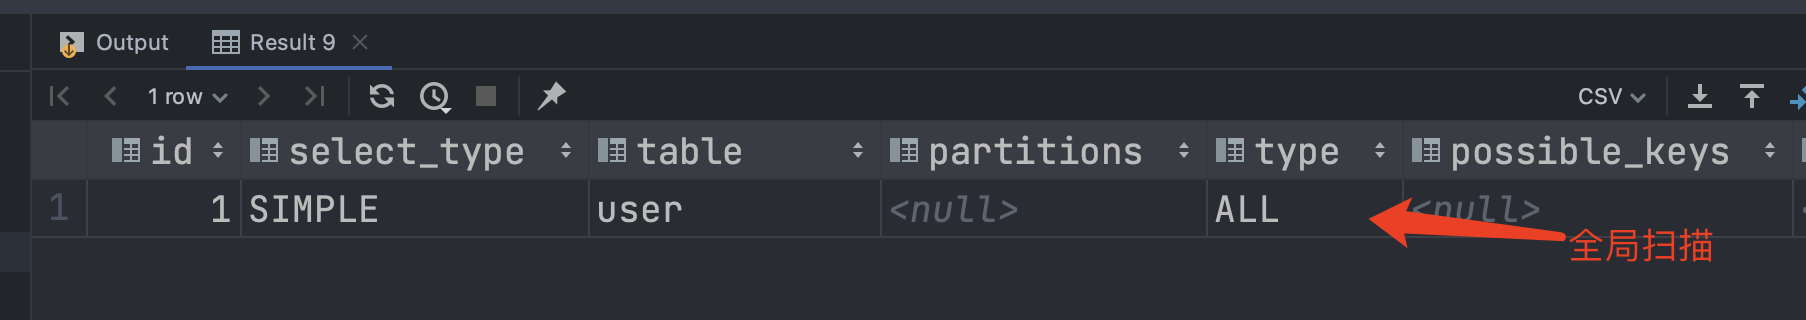 Output Result 9
1 row CSV
id select_type table partitions type possible_keys
1 1 SIMPLE user <null> ALL <null>
全局扫描